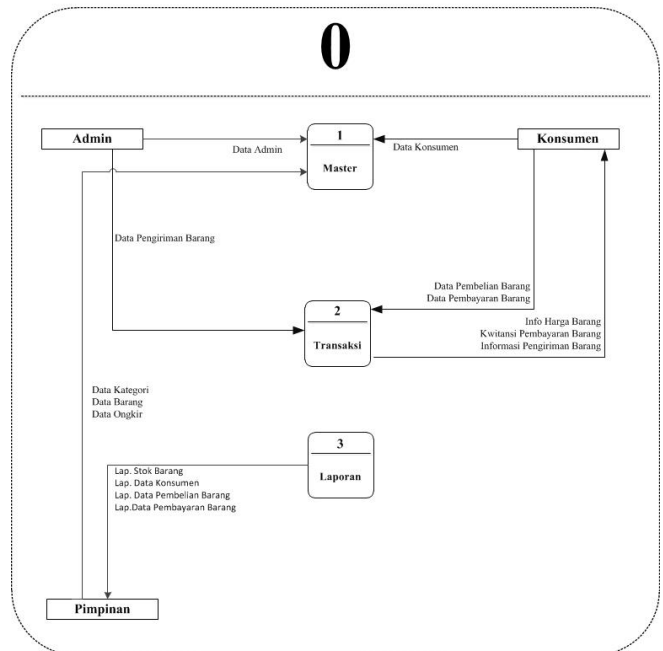 0
Admin
1
Master
Konsumen
Data Admin
Data Konsumen
Data Pengiriman Barang
Data Pembelian Barang
Data Pembayaran Barang
2
Transaksi
Info Harga Barang
Kwitansi Pembayaran Barang
Informasi Pengiriman Barang
Data Kategori
Data Barang
Data Ongkir
3
Laporan
Lap. Stok Barang
Lap. Data Konsumen
Lap. Data Pembelian Barang
Lap.Data Pembayaran Barang
Pimpinan